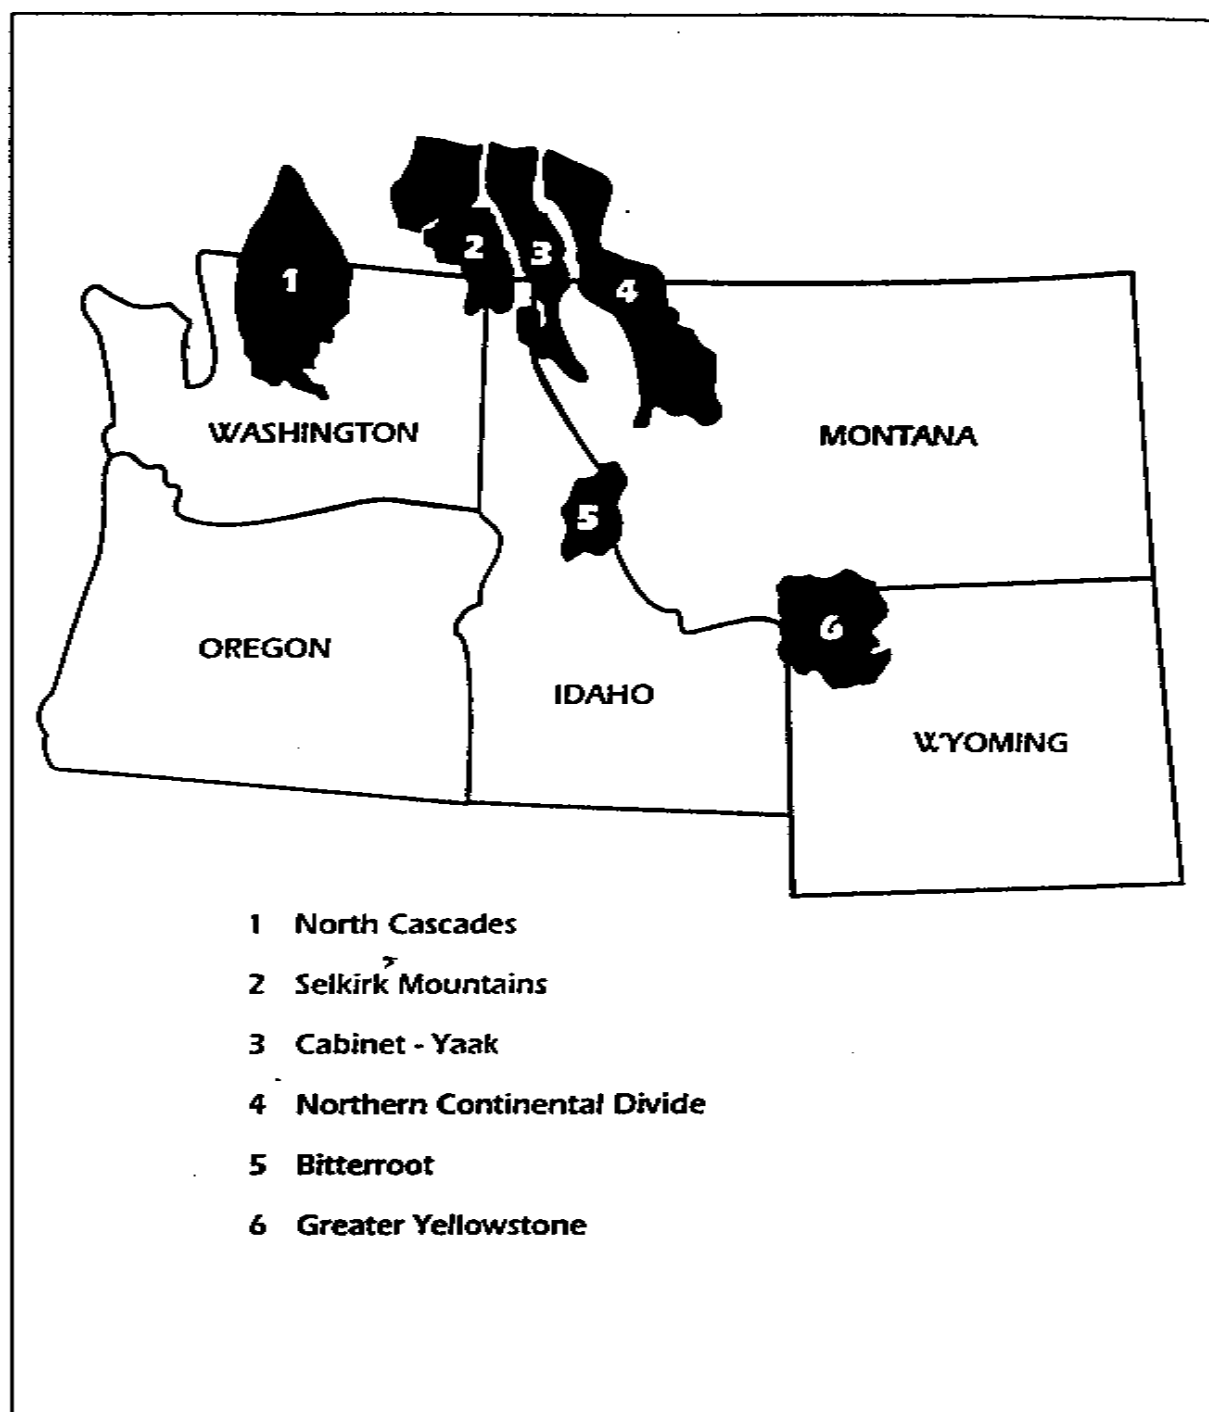 1
2
3
4
WASHINGTON
MONTANA
5
OREGON
6
IDAHO
WYOMING
1 North Cascades
2 Selkirk Mountains
3 Cabinet - Yaak
4 Northern Continental Divide
5 Bitterroot
6 Greater Yellowstone